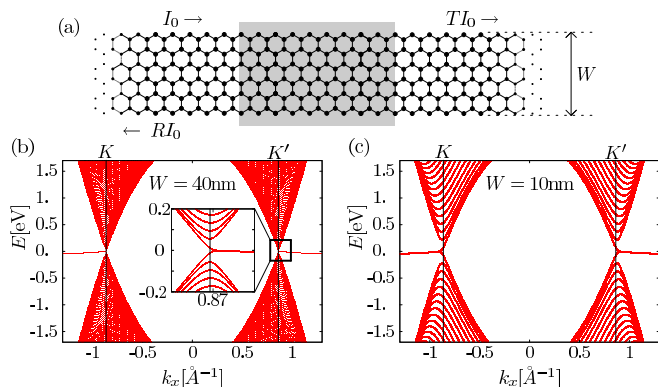 (a) I₀ → TI₀ →
W
← RI₀
(b) K K′ (c) K K′
1.5 W = 40nm 1.5 W = 10nm
1. 1.
0.5 0.2 0.5
E[eV] 0.0 0 E[eV] 0.0
-0.5 -0.2 -0.5
0.87
-1. -1.
-1.5 -1.5
-1 -0.5 0 0.5 1 -1 -0.5 0 0.5 1
kₓ[Å⁻¹] kₓ[Å⁻¹]